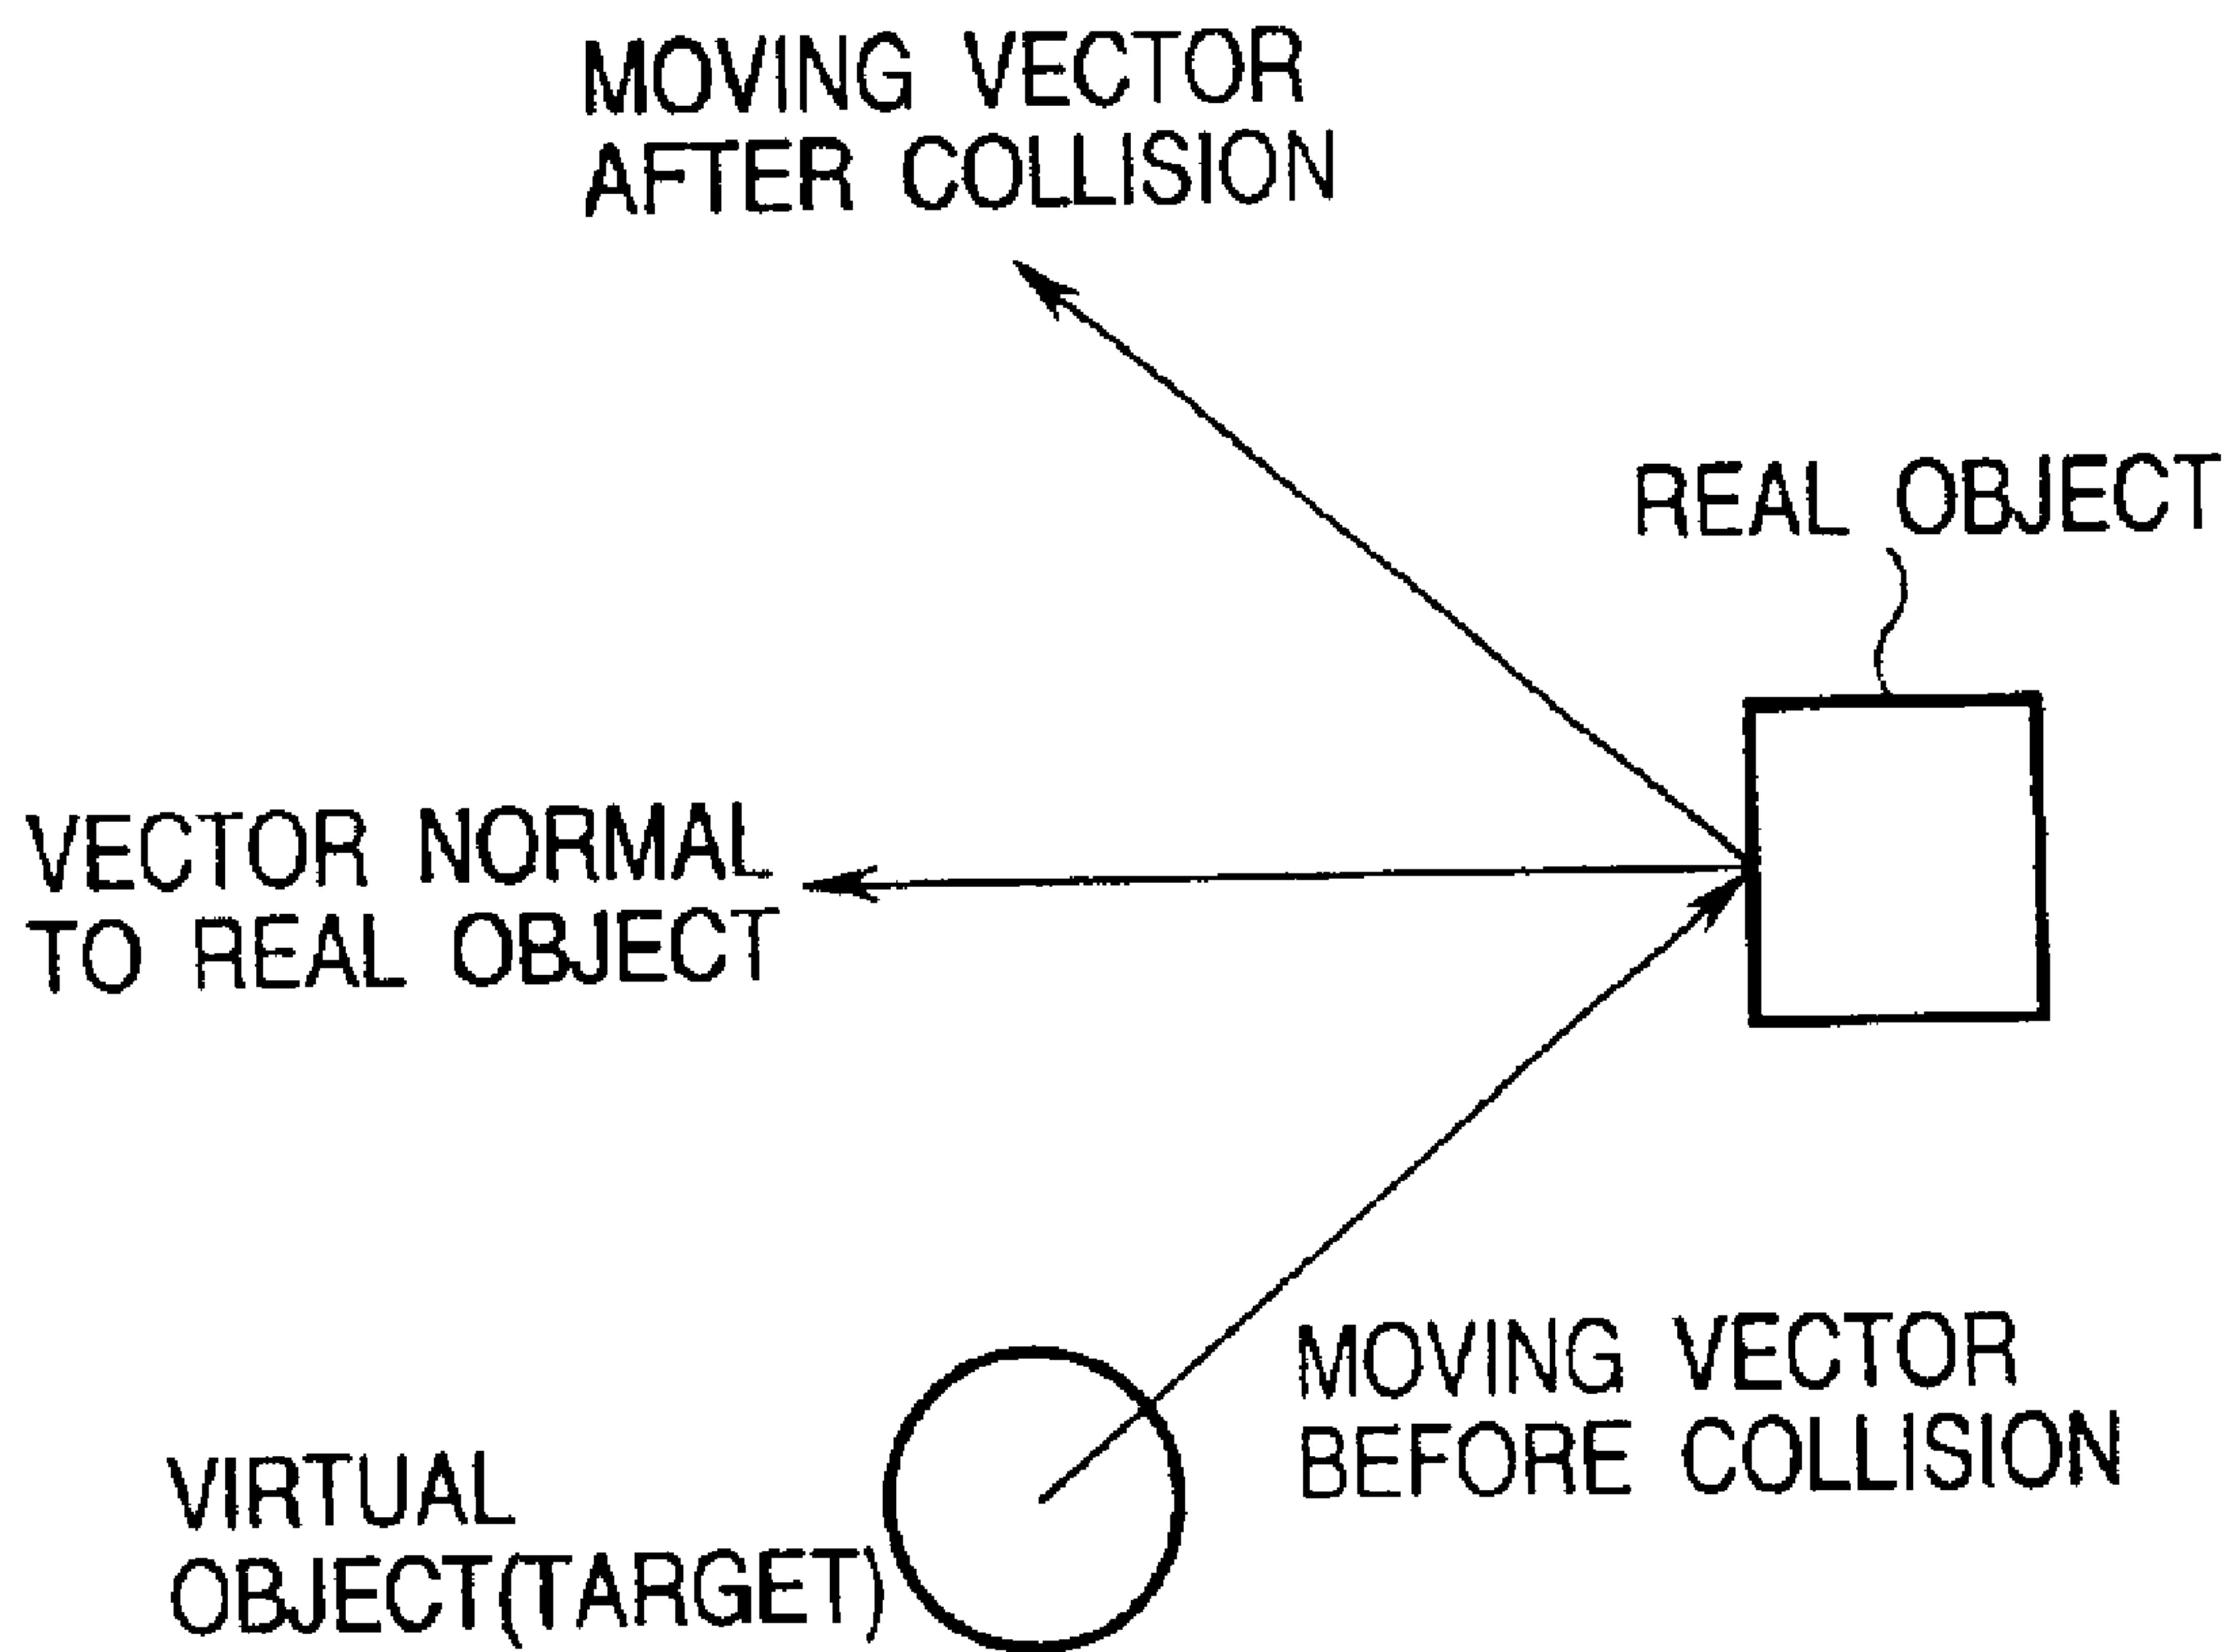 MOVING VECTOR
AFTER COLLISION
REAL OBJECT
VECTOR NORMAL
TO REAL OBJECT
MOVING VECTOR
BEFORE COLLISION
VIRTUAL
OBJECT(TARGET)